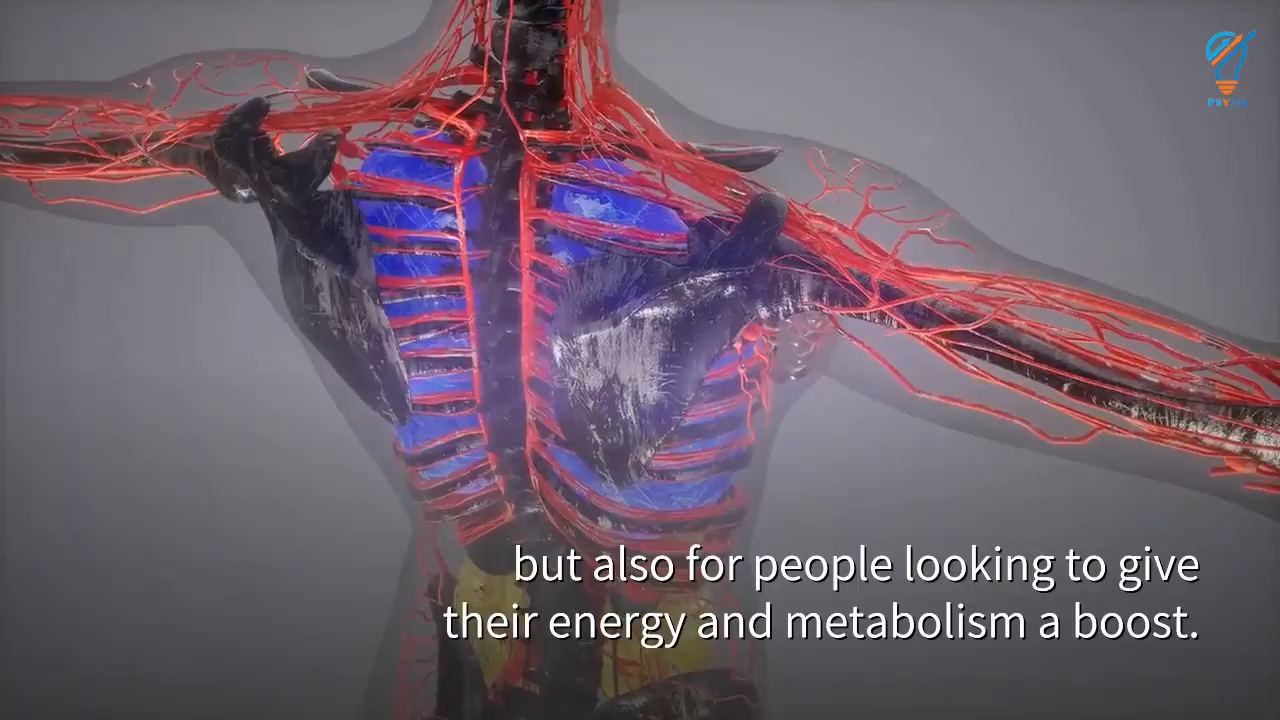 but also for people looking to give
their energy and metabolism a boost.